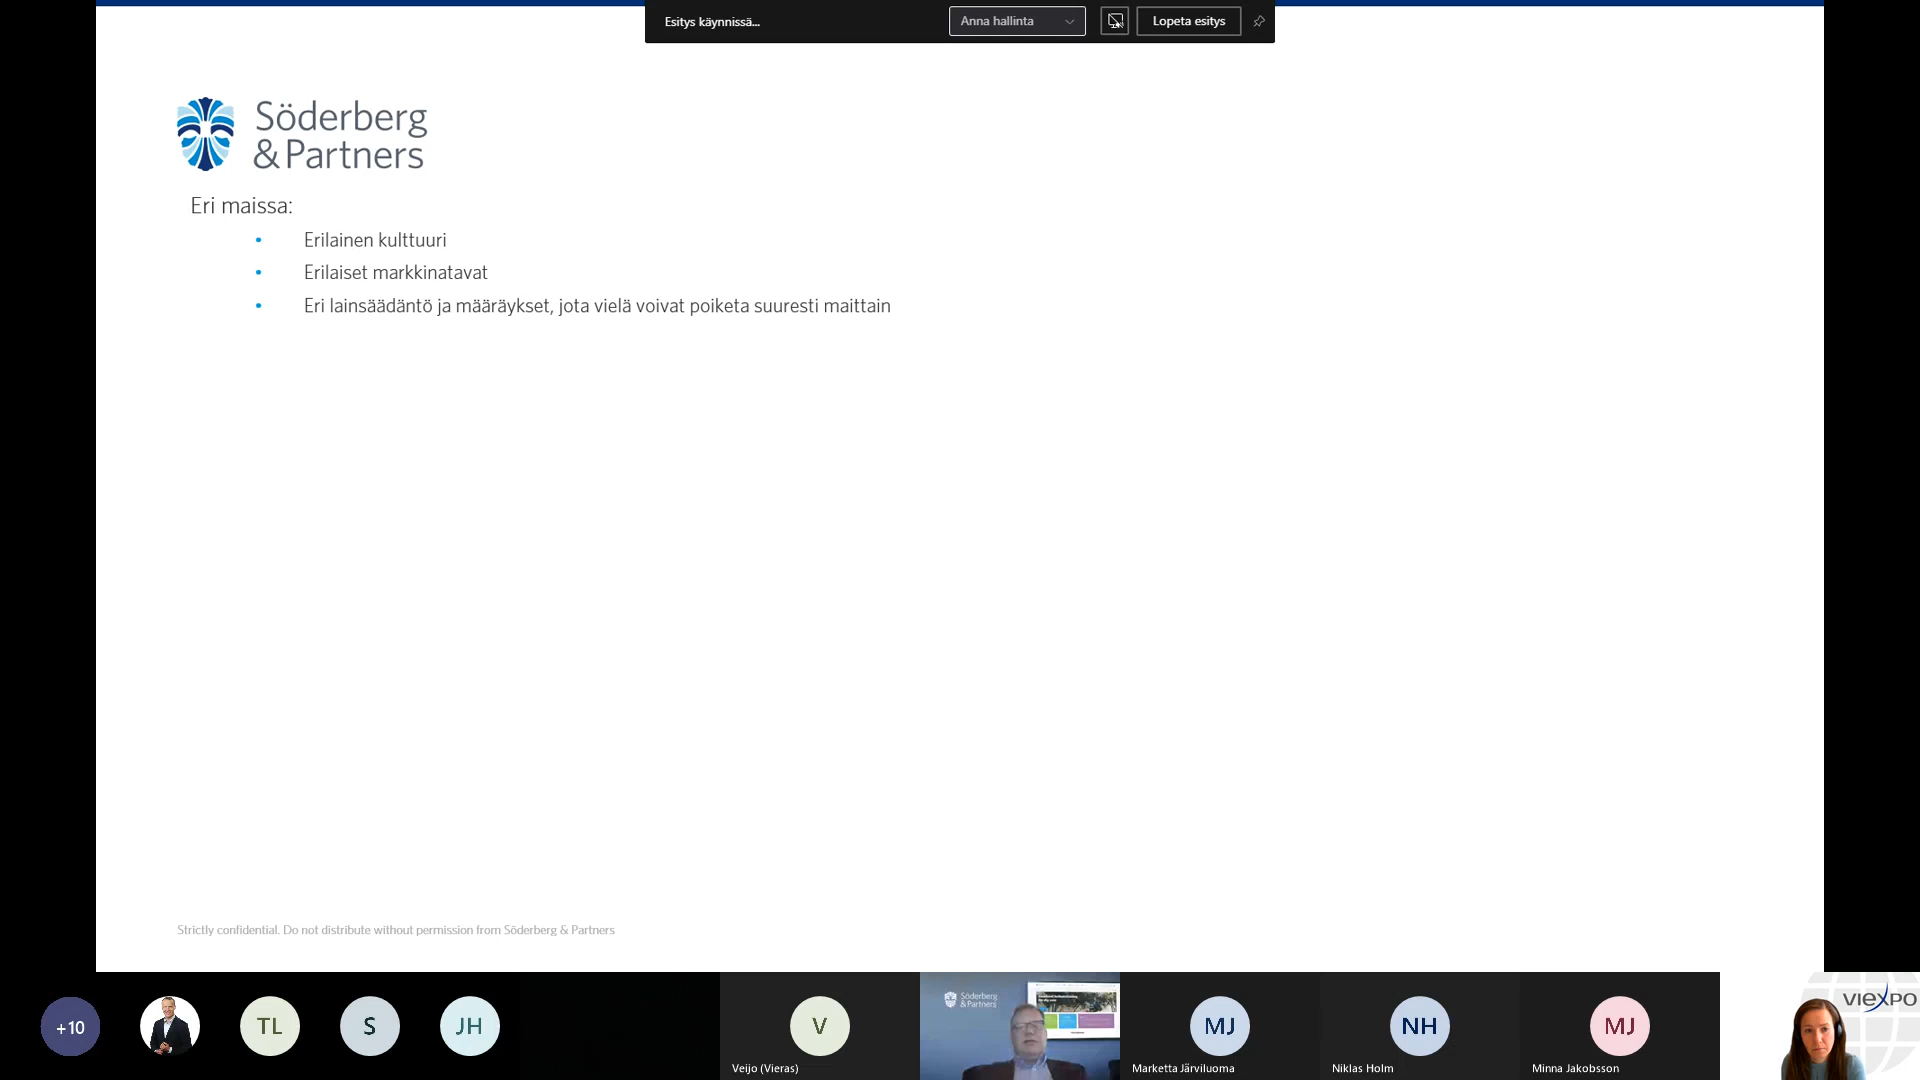 Esitys käynnissä...
Anna hallinta
Lopeta esitys
Söderberg
& Partners
Eri maissa:
• Erilainen kulttuuri
• Erilaiset markkinatavat
• Eri lainsäädäntö ja määräykset, jota vielä voivat poiketa suuresti maittain
Strictly confidential. Do not distribute without permission from Söderberg & Partners
+10
TL
S
JH
V
Veijo (Vieras)
Söderberg
& Partners
MJ
Marketta Järviluoma
NH
Niklas Holm
MJ
Minna Jakobsson
VIEXPO